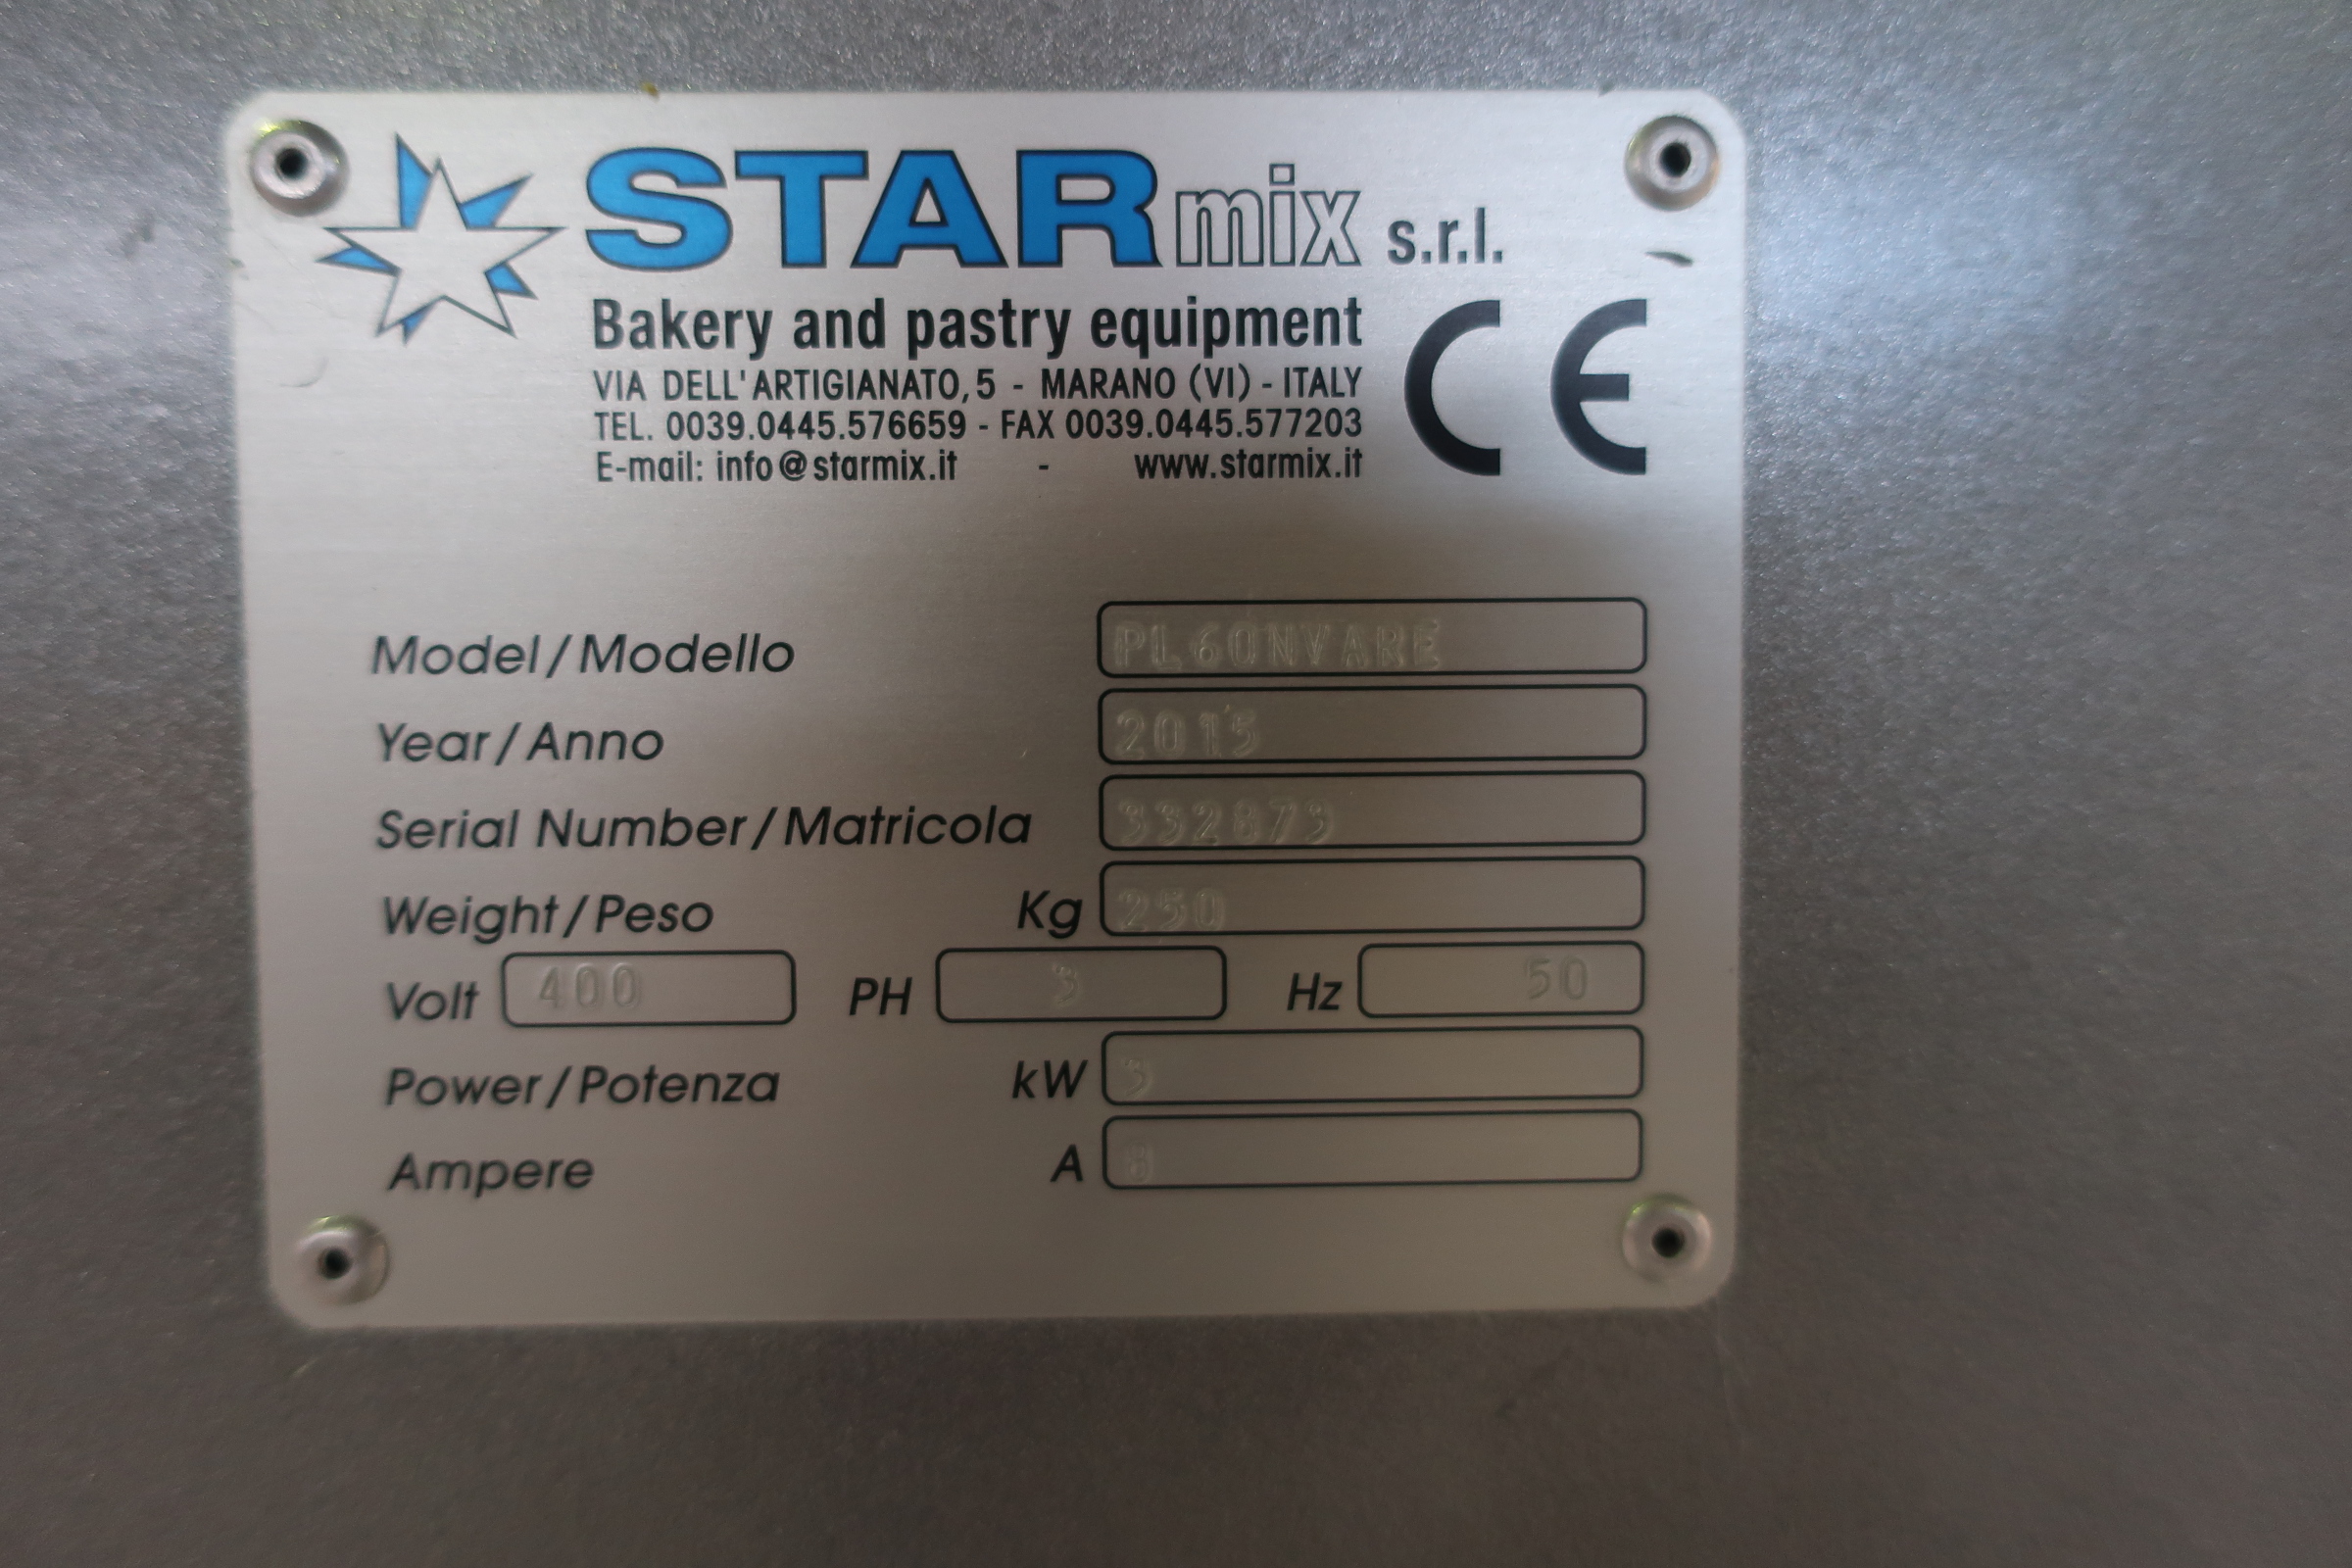 STARmix s.r.l.
Bakery and pastry equipment
VIA DELL'ARTIGIANATO, 5 - MARANO (VI) - ITALY
TEL. 0039.0445.576659 - FAX 0039.0445.577203
E-mail: info@starmix.it - www.starmix.it
CE
Model/Modello PL60NVARE
Year/Anno 2015
Serial Number/Matricola 332873
Weight/Peso Kg 250
Volt 400 PH 3 Hz 50
Power/Potenza kW 3
Ampere A 8